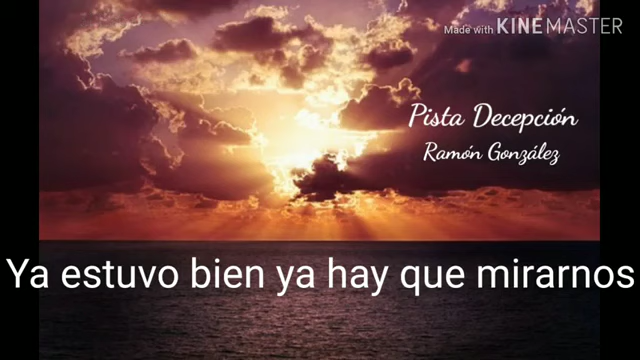 Made with KINEMASTER
Pista Decepción
Ramón González
Ya estuvo bien ya hay que mirarnos